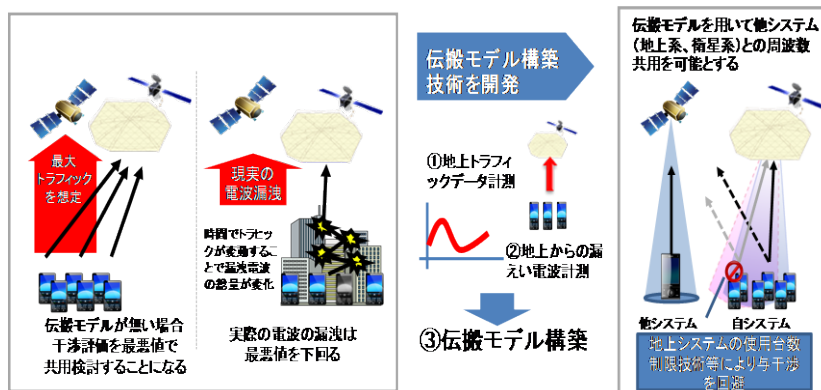 最大
トラフィック
を想定
伝搬モデルが無い場合
干渉評価を最悪値で
共用検討することになる
現実の
電波漏洩
時間でトラヒッ
クが変動するこ
とで漏洩電波
の総量が変化
実際の電波の漏洩は
最悪値を下回る
伝搬モデル構築
技術を開発
①地上トラフィ
ックデータ計測
②地上からの漏
えい電波計測
③伝搬モデル構築
伝搬モデルを用いて他システム
(地上系、衛星系)との周波数
共用を可能とする
他システム
自システム
地上システムの使用台数
制限技術等により与干渉
を回避